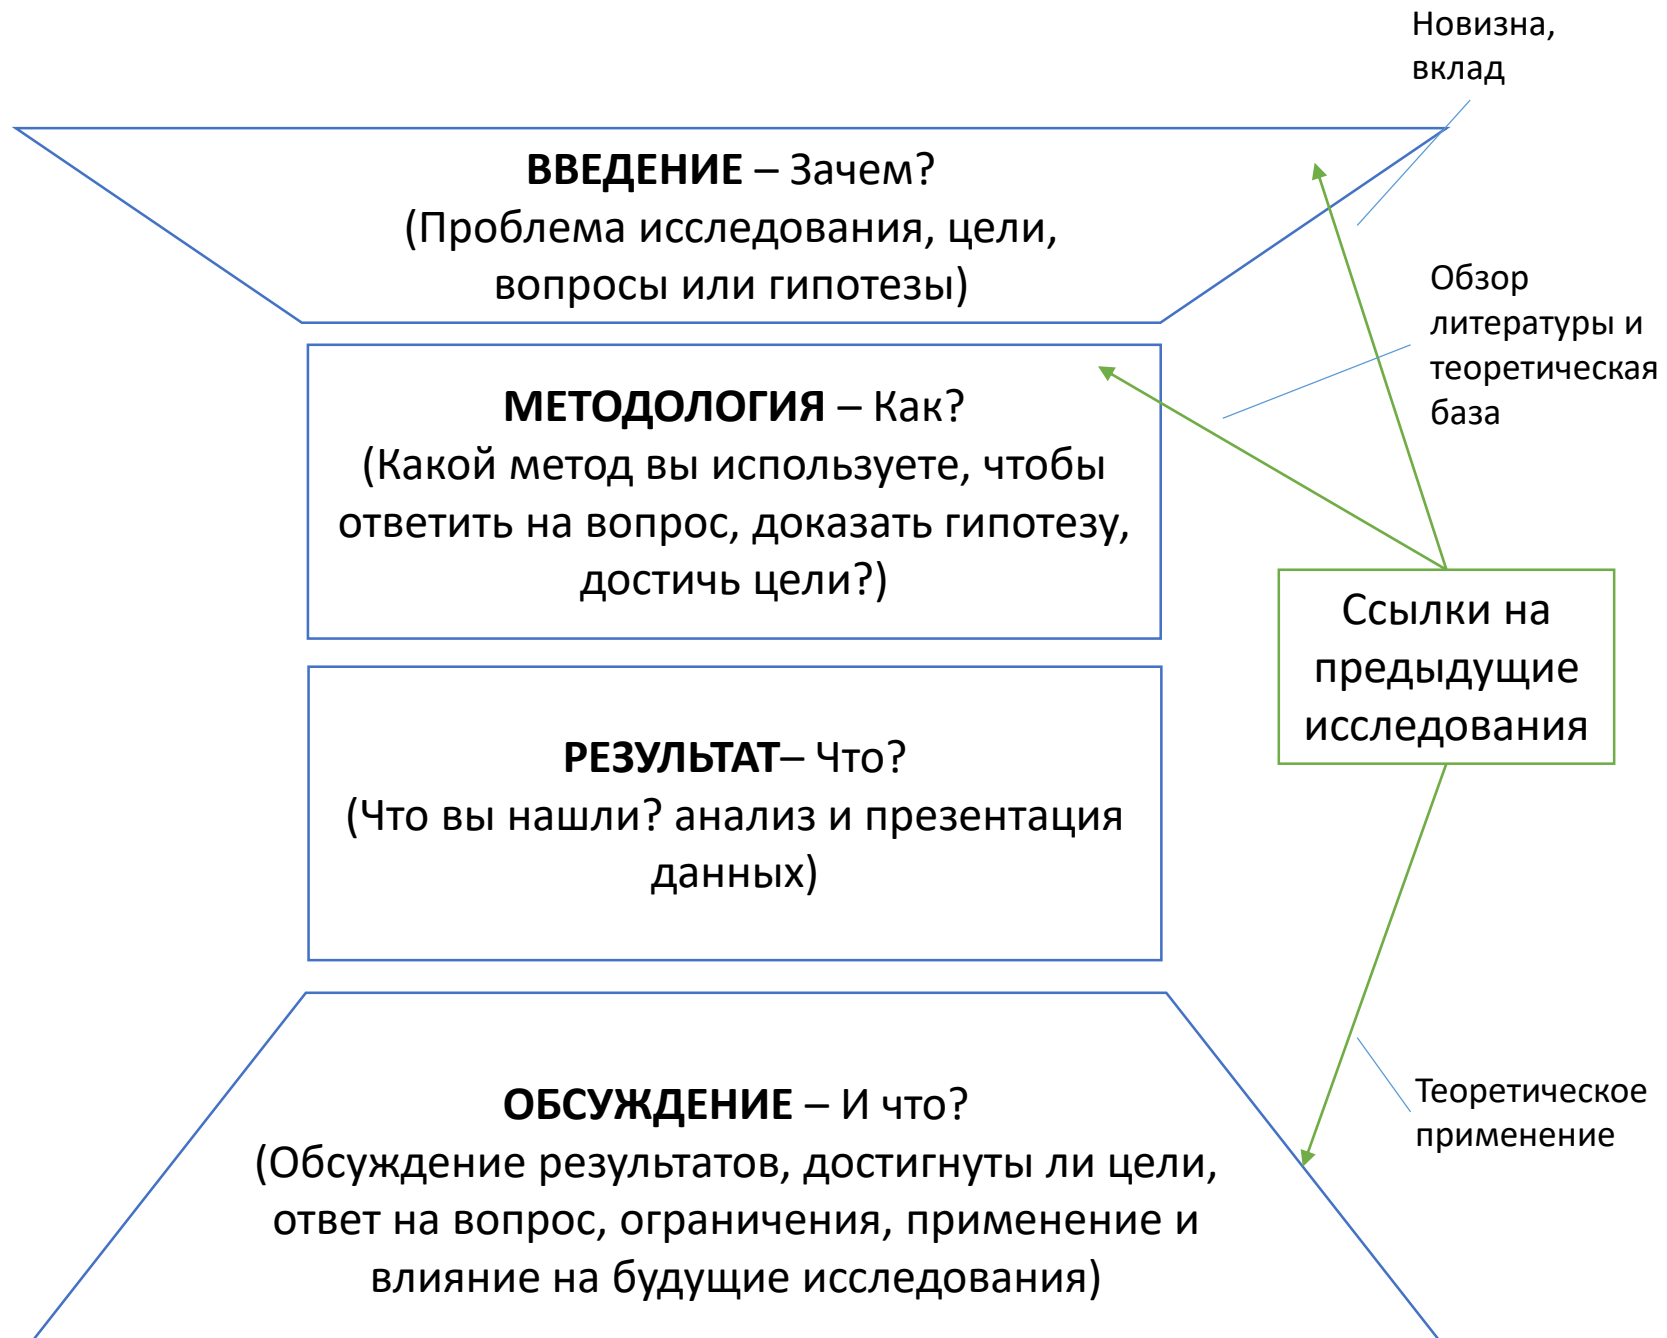 Новизна,
вклад
ВВЕДЕНИЕ – Зачем?
(Проблема исследования, цели,
вопросы или гипотезы)
Обзор
литературы и
теоретическая
база
МЕТОДОЛОГИЯ – Как?
(Какой метод вы используете, чтобы
ответить на вопрос, доказать гипотезу,
достичь цели?)
Ссылки на
предыдущие
исследования
РЕЗУЛЬТАТ– Что?
(Что вы нашли? анализ и презентация
данных)
ОБСУЖДЕНИЕ – И что?
(Обсуждение результатов, достигнуты ли цели,
ответ на вопрос, ограничения, применение и
влияние на будущие исследования)
Теоретическое
применение